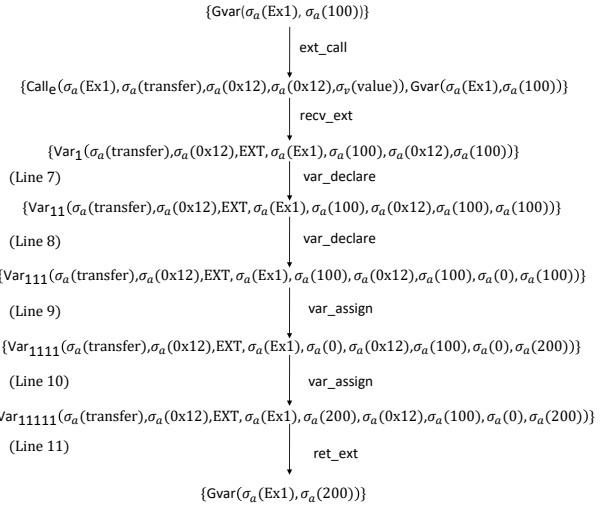 {Gvar(σₐ(Ex1), σₐ(100))}
ext_call
{Callₑ(σₐ(Ex1),σₐ(transfer),σₐ(0x12),σₐ(0x12),σᵥ(value)),Gvar(σₐ(Ex1),σₐ(100))}
recv_ext
{Var₁(σₐ(transfer),σₐ(0x12),EXT,σₐ(Ex1),σₐ(100),σₐ(0x12),σₐ(100))}
(Line 7)
var_declare
{Var₁₁(σₐ(transfer),σₐ(0x12),EXT,σₐ(Ex1),σₐ(100),σₐ(0x12),σₐ(100),σₐ(100))}
(Line 8)
var_declare
{Var₁₁₁(σₐ(transfer),σₐ(0x12),EXT,σₐ(Ex1),σₐ(100),σₐ(0x12),σₐ(100),σₐ(0),σₐ(100))}
(Line 9)
var_assign
{Var₁₁₁₁(σₐ(transfer),σₐ(0x12),EXT,σₐ(Ex1),σₐ(0),σₐ(0x12),σₐ(100),σₐ(0),σₐ(200))}
(Line 10)
var_assign
Var₁₁₁₁₁(σₐ(transfer),σₐ(0x12),EXT,σₐ(Ex1),σₐ(200),σₐ(0x12),σₐ(100),σₐ(0),σₐ(200))}
(Line 11)
ret_ext
{Gvar(σₐ(Ex1),σₐ(200))}